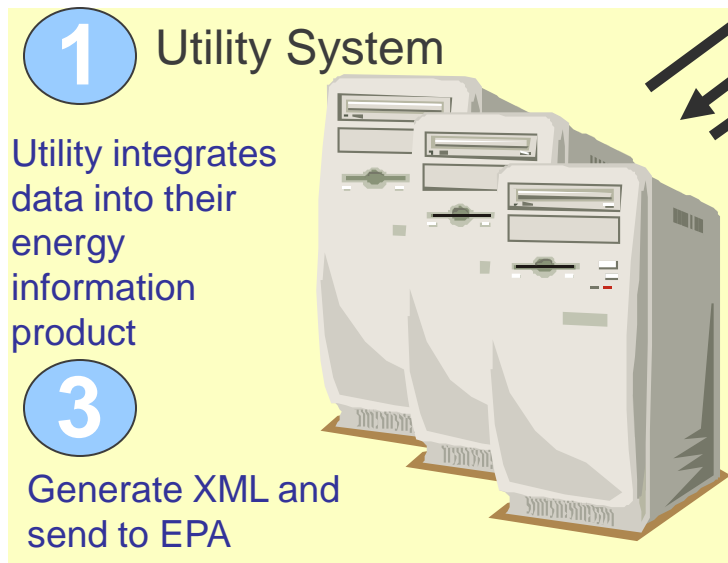 1 Utility System
Utility integrates
data into their
energy
information
product
3
Generate XML and
send to EPA